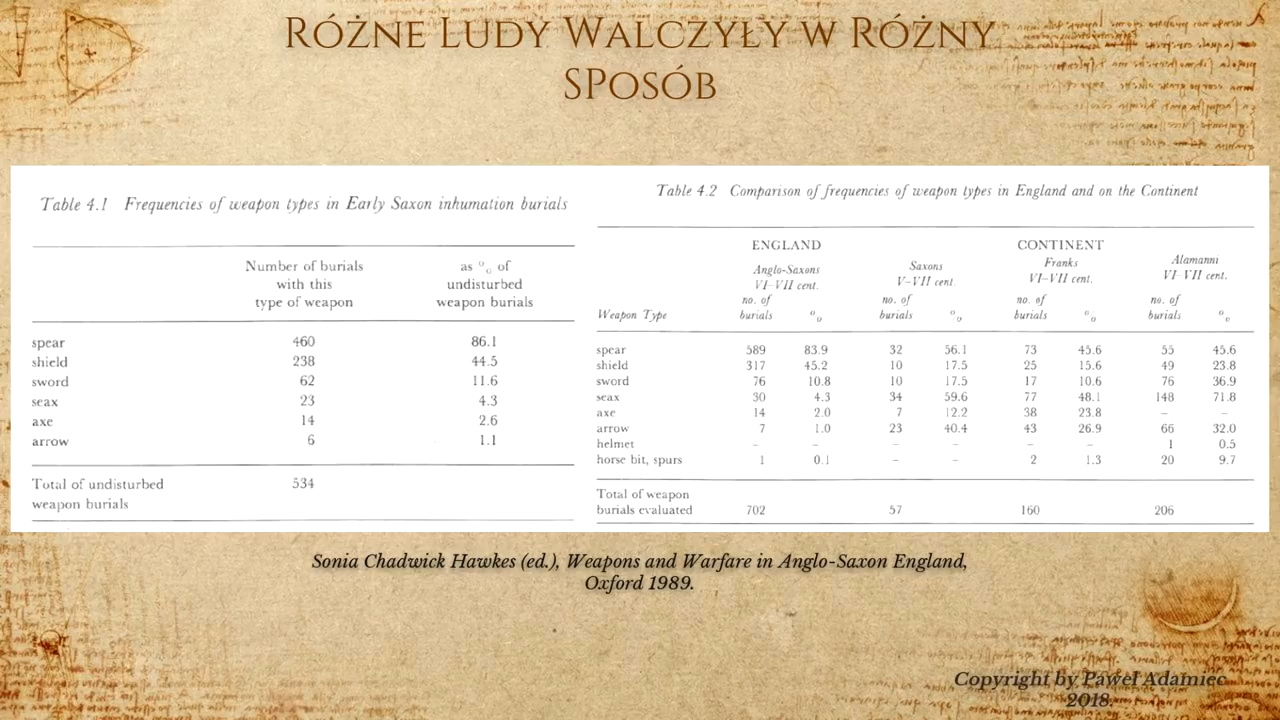 RÓŻNE LUDY WALCZYŁY W RÓŻNY
SPOSÓB
Table 4.1 Frequencies of weapon types in Early Saxon inhumation burials
Number of burials with this type of weapon as % of undisturbed weapon burials
spear 460 86.1
shield 238 44.5
sword 62 11.6
seax 23 4.3
axe 14 2.6
arrow 6 1.1
Total of undisturbed
weapon burials 534
Table 4.2 Comparison of frequencies of weapon types in England and on the Continent
ENGLAND CONTINENT
Anglo-Saxons Saxons Franks Alamanni
VI–VII cent. V–VII cent. VI–VII cent. VI–VII cent.
no. of no. of no. of no. of
Weapon Type burials % burials % burials % burials %
spear 589 83.9 32 56.1 73 45.6 55 45.6
shield 317 45.2 10 17.5 25 15.6 49 23.8
sword 76 10.8 10 17.5 17 10.6 76 36.9
seax 30 4.3 34 59.6 77 48.1 148 71.8
axe 14 2.0 7 12.2 38 23.8 – –
arrow 7 1.0 23 40.4 43 26.9 66 32.0
helmet – – – – – – 1 0.5
horse bit, spurs 1 0.1 – – 2 1.3 20 9.7
Total of weapon
burials evaluated 702 57 160 206
Sonia Chadwick Hawkes (ed.), Weapons and Warfare in Anglo-Saxon England,
Oxford 1989.
Copyright by Paweł Adamiec
2018.